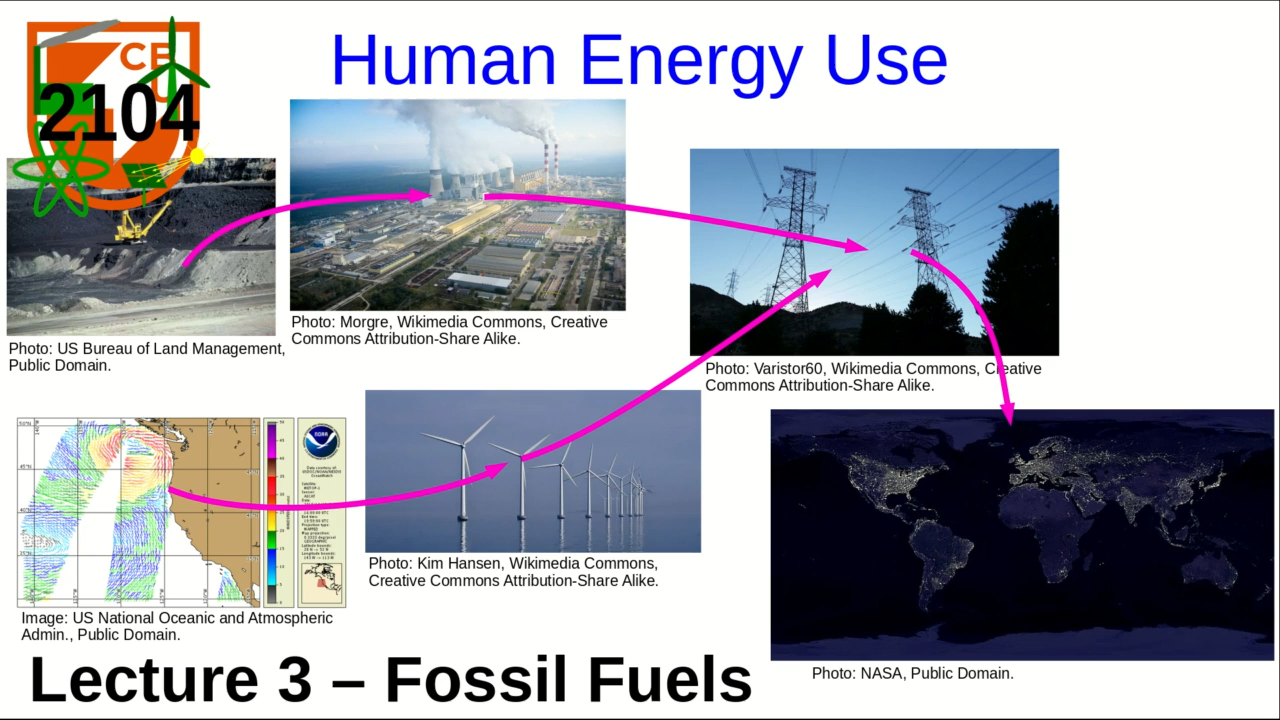 Human Energy Use
CB
2104
Photo: Morgre, Wikimedia Commons, Creative
Commons Attribution-Share Alike.
Photo: US Bureau of Land Management,
Public Domain.
Photo: Varistor60, Wikimedia Commons, Creative
Commons Attribution-Share Alike.
Photo: Kim Hansen, Wikimedia Commons,
Creative Commons Attribution-Share Alike.
Image: US National Oceanic and Atmospheric
Admin., Public Domain.
Lecture 3 – Fossil Fuels
Photo: NASA, Public Domain.